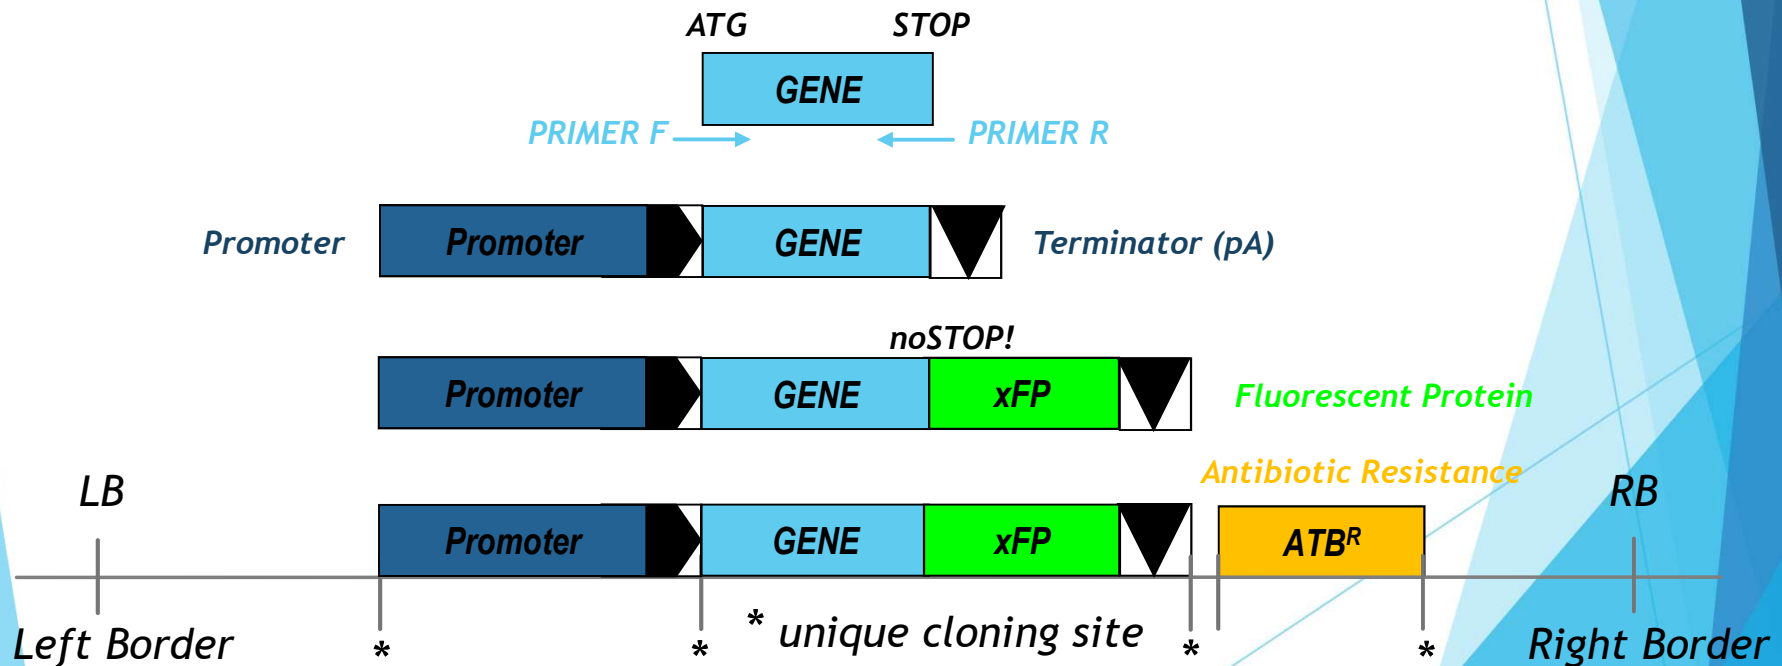 ATG STOP
GENE
PRIMER F PRIMER R
Promoter Promoter GENE Terminator (pA)
noSTOP!
Promoter GENE xFP Fluorescent Protein
Antibiotic Resistance
LB RB
Promoter GENE xFP ATBᴿ
Left Border * * * unique cloning site * * Right Border